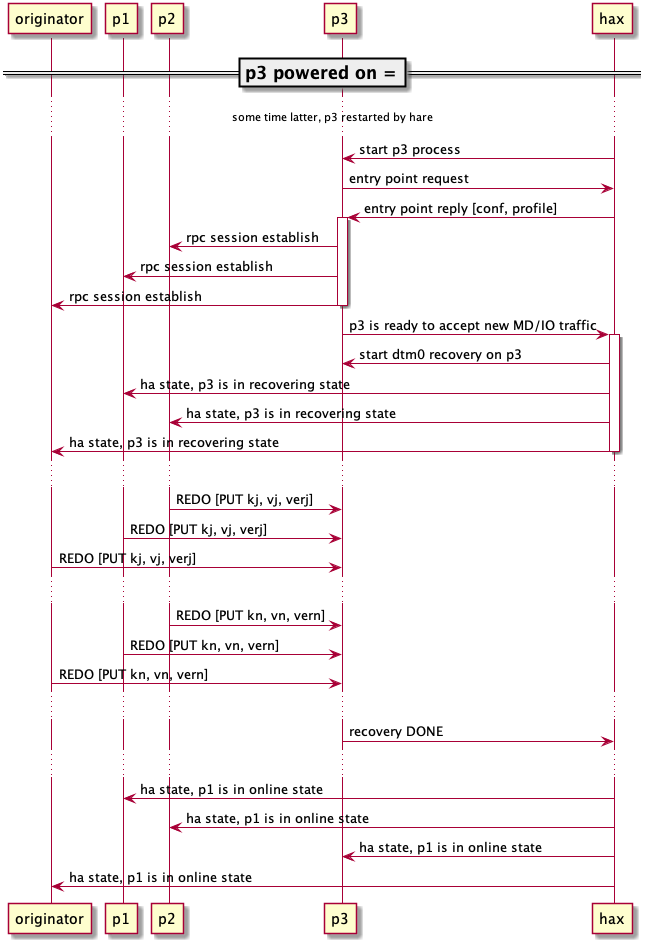 originator p1 p2 p3 hax
p3 powered on =
some time latter, p3 restarted by hare
start p3 process
entry point request
entry point reply [conf, profile]
rpc session establish
rpc session establish
rpc session establish
p3 is ready to accept new MD/IO traffic
start dtm0 recovery on p3
ha state, p3 is in recovering state
ha state, p3 is in recovering state
ha state, p3 is in recovering state
REDO [PUT kj, vj, verj]
REDO [PUT kj, vj, verj]
REDO [PUT kj, vj, verj]
REDO [PUT kn, vn, vern]
REDO [PUT kn, vn, vern]
REDO [PUT kn, vn, vern]
recovery DONE
ha state, p1 is in online state
ha state, p1 is in online state
ha state, p1 is in online state
ha state, p1 is in online state
originator p1 p2 p3 hax